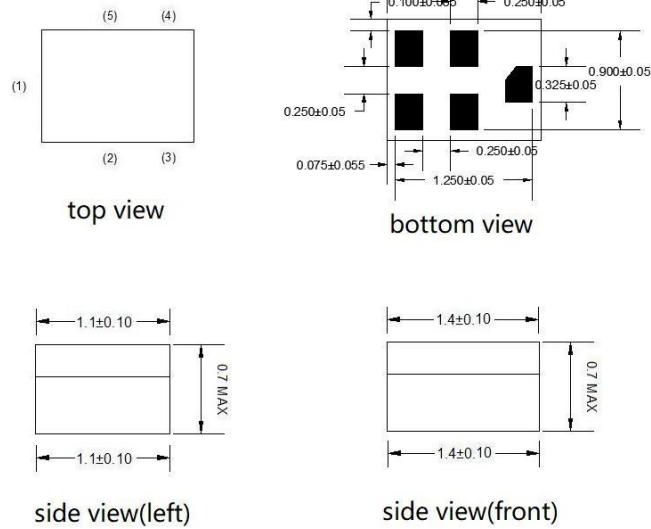 (5) (4)
(1)
(2) (3)
top view
0.100±0.055 0.250±0.05
0.900±0.05
0.325±0.05
0.250±0.05
0.250±0.05
0.075±0.055
1.250±0.05
bottom view
1.1±0.10
0.7 MAX
1.1±0.10
side view(left)
1.4±0.10
0.7 MAX
1.4±0.10
side view(front)